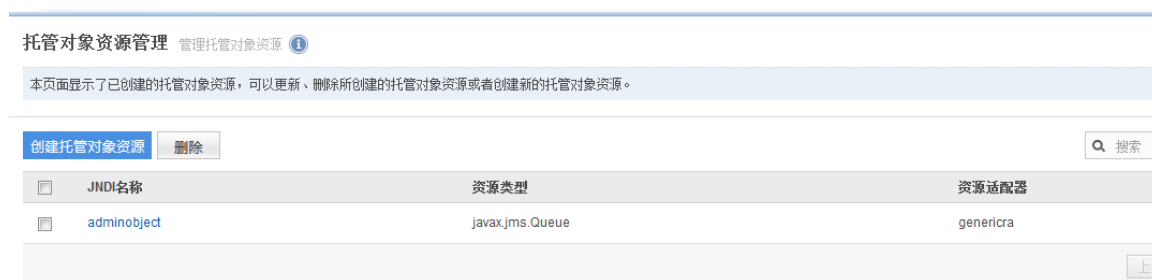 托管对象资源管理 管理托管对象资源
本页面显示了已创建的托管对象资源，可以更新、删除所创建的托管对象资源或者创建新的托管对象资源。
创建托管对象资源 删除 搜索
JNDI名称 资源类型 资源适配器
adminobject javax.jms.Queue genericra
上